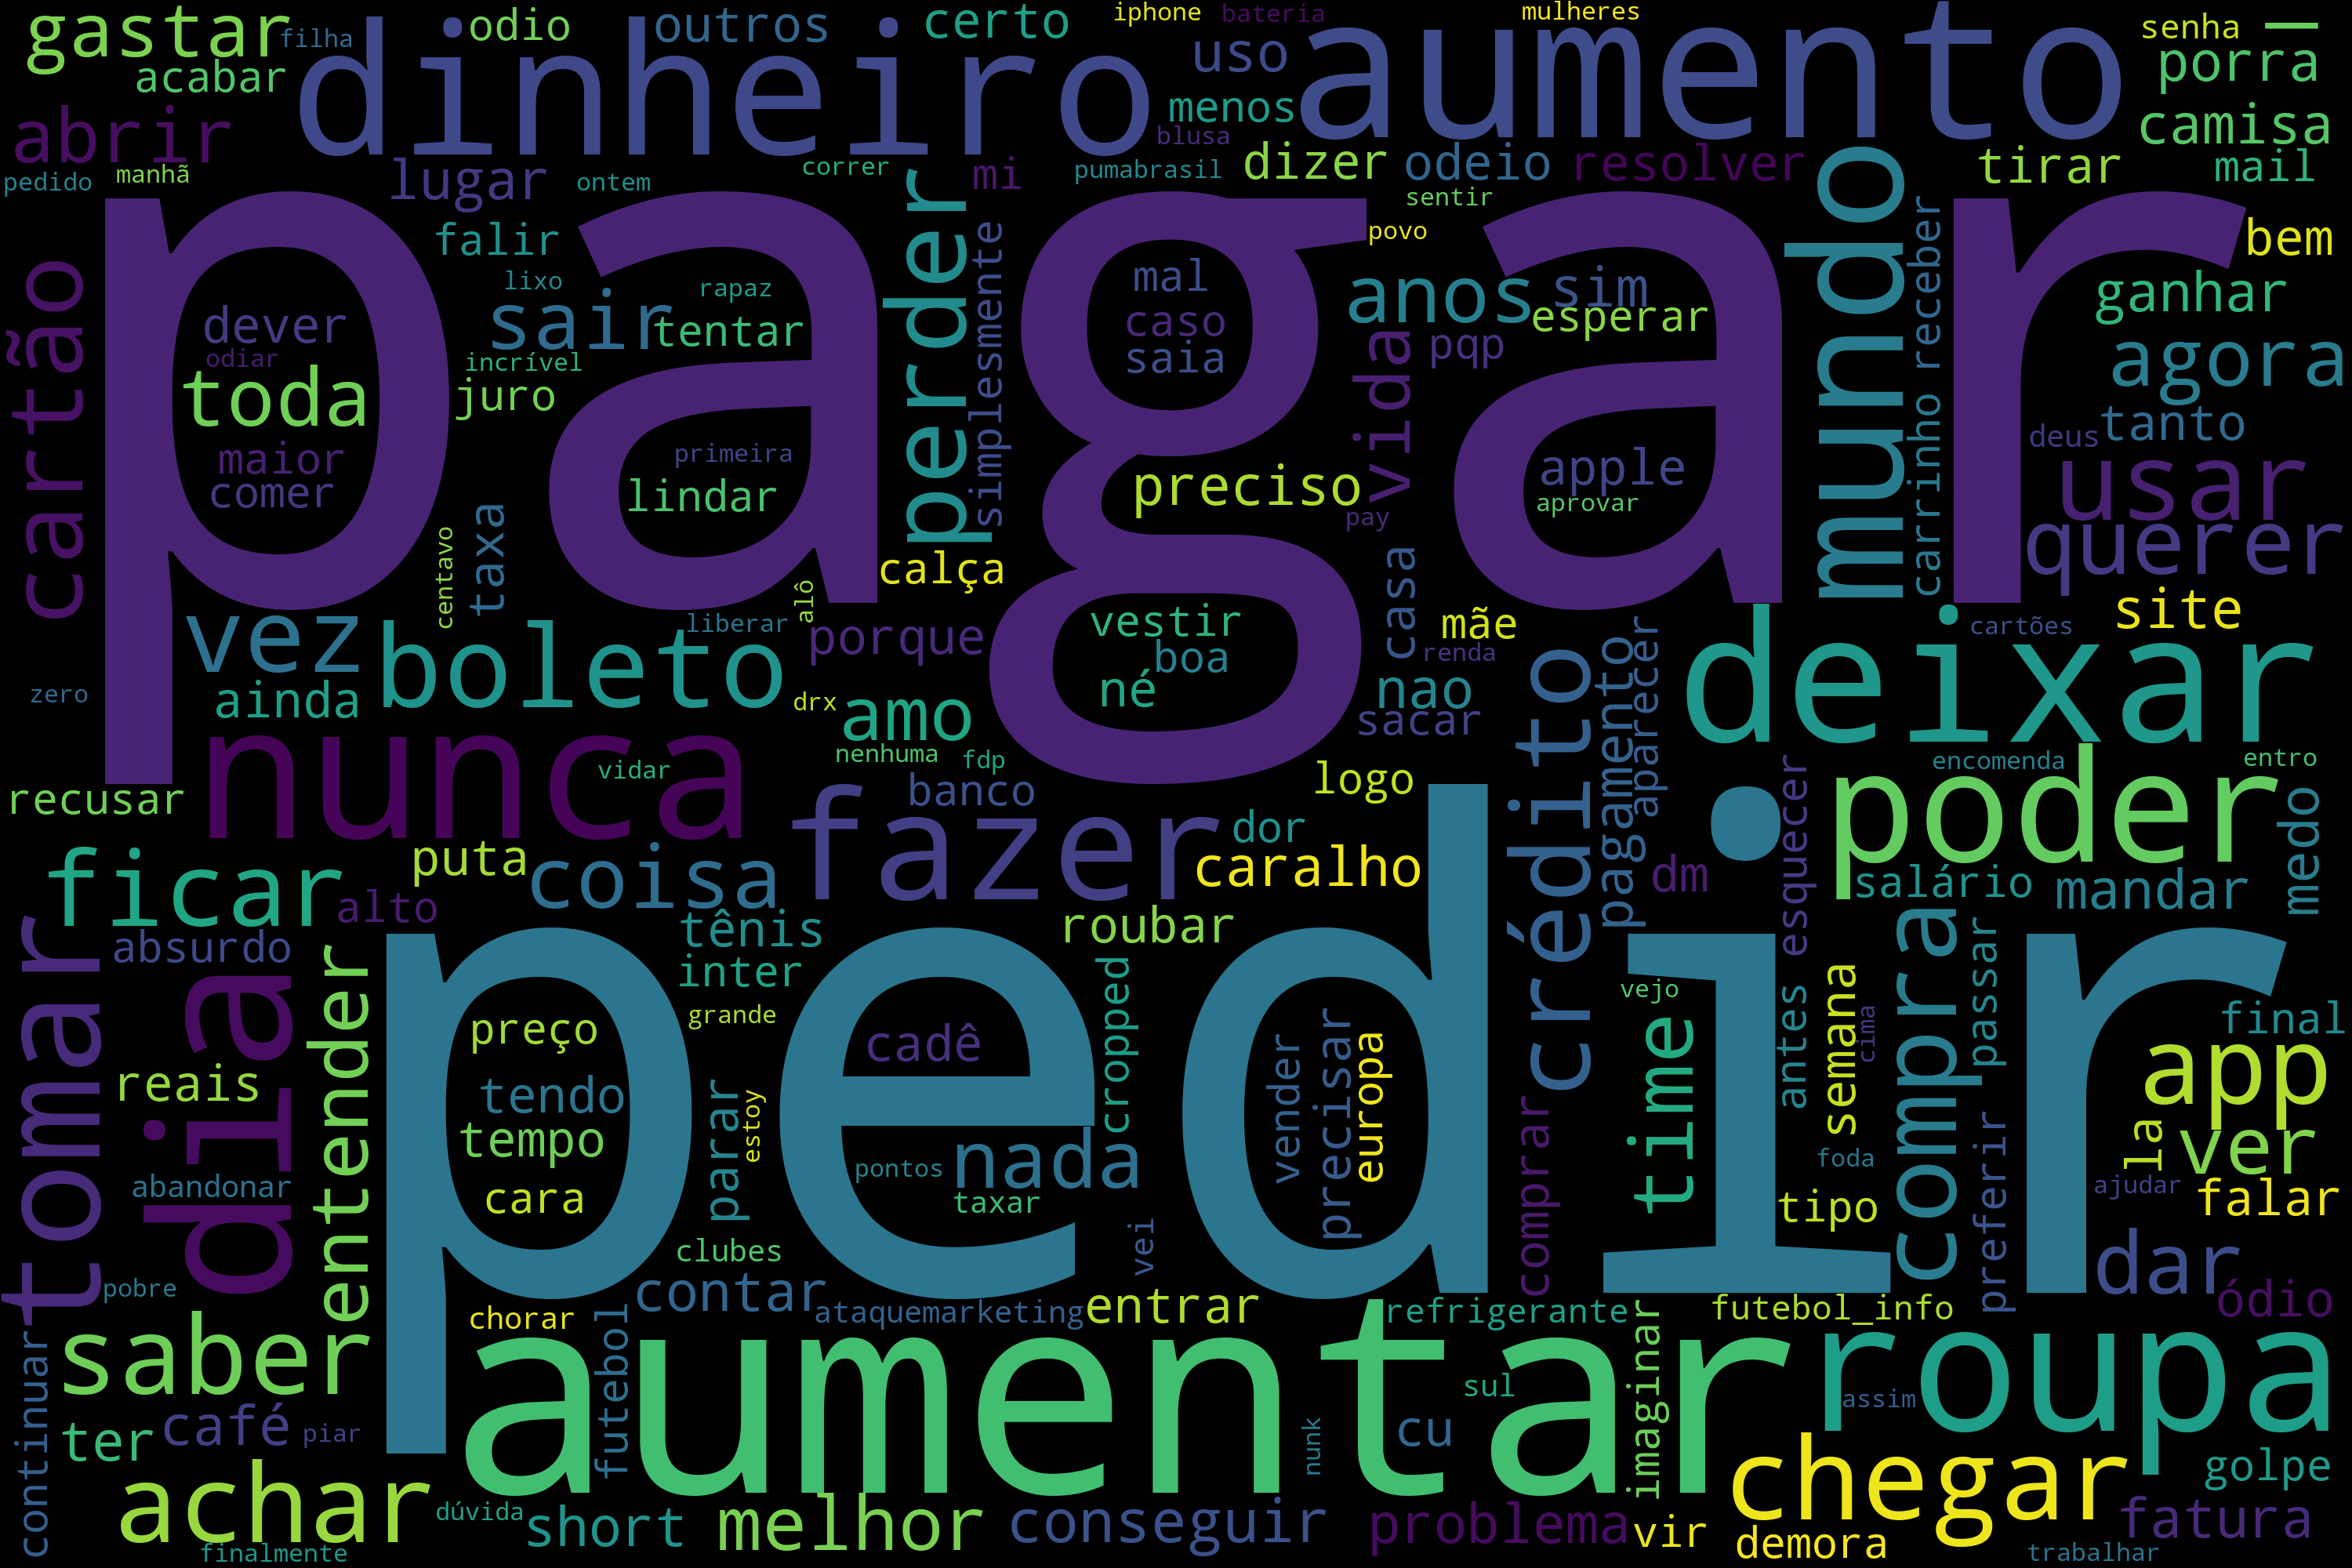 gastar
filha
acabar
abrir
dinheiro
odio
outros
certo
iphone
bateria
mulheres
aumento
uso
menos
senha
—
porra
camisa
mail
tirar
pedido
manhã
lugar
ontem
correr
mi
blusa
pumabrasil
dizer
odeio
resolver
sentir
povo
falir
lixo
sair
rapaz
tentar
incrível
juro
perder
simplesmente
mal
caso
saia
anos
sim
esperar
pqp
vida
mundo
carrinho
receber
bem
ganhar
agora
tanto
deus
usar
querer
cartão
pagar
dever
odiar
toda
maior
comer
primeira
lindar
preciso
apple
aprovar
pay
taxa
centavo
calça
alô
vez
boleto
liberar
porque
vestir
boa
né
casa
mãe
renda
nao
sacar
cartões
site
deixar
ainda
zero
drx
amo
nenhuma
fdp
nunca
vidar
recusar
banco
logo
crédito
pagamento
aparecer
encomenda
entro
poder
fazer
dor
caralho
puta
coisa
ficar
alto
absurdo
tênis
inter
roubar
dm
esquecer
salário
mandar
medo
tomar
dia
entender
pedir
grande
preço
tendo
tempo
cara
cadê
cropped
nada
pontos
taxar
parar
estoy
vender
precisar
europa
comprar
vejo
time
antes
semana
cima
compra
passar
final
app
la
ver
foda
tipo
ajudar
falar
preferir
dar
ódio
reais
abandonar
pobre
clubes
vei
contar
chorar
ataquemarketing
entrar
refrigerante
futebol_info
saber
continuar
futebol
aumentar
sul
cu
imaginar
roupa
assim
ter
café
piar
nunk
golpe
achar
dúvida
short
melhor
conseguir
problema
vir
chegar
demora
fatura
finalmente
trabalhar